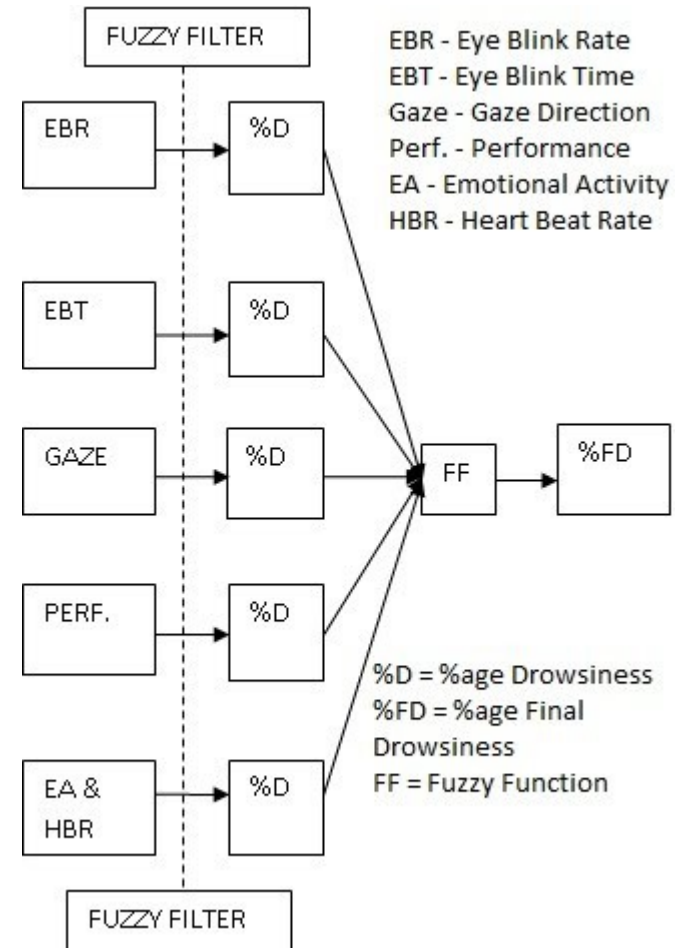 FUZZY FILTER
EBR - Eye Blink Rate
EBT - Eye Blink Time
Gaze - Gaze Direction
Perf. - Performance
EA - Emotional Activity
HBR - Heart Beat Rate
EBR
%D
EBT
%D
GAZE
%D
FF
%FD
PERF.
%D
%D = %age Drowsiness
%FD = %age Final
Drowsiness
FF = Fuzzy Function
EA &
HBR
%D
FUZZY FILTER